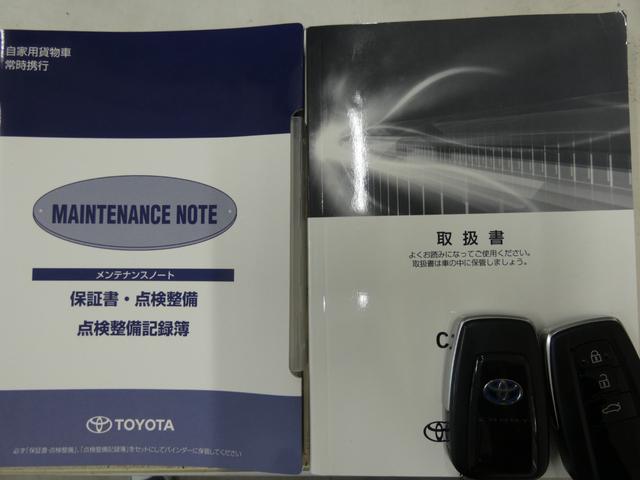 自家用貨物車
常時携行
MAINTENANCE NOTE
メンテナンスノート
保証書・点検整備
点検整備記録簿
TOYOTA
必ず「保証書・点検整備」、「点検整備記録簿」をセットにしてバインダーに保管してください
取扱書
よくお読みになってご使用ください。
取扱書は車の中に保管しましょう。
C